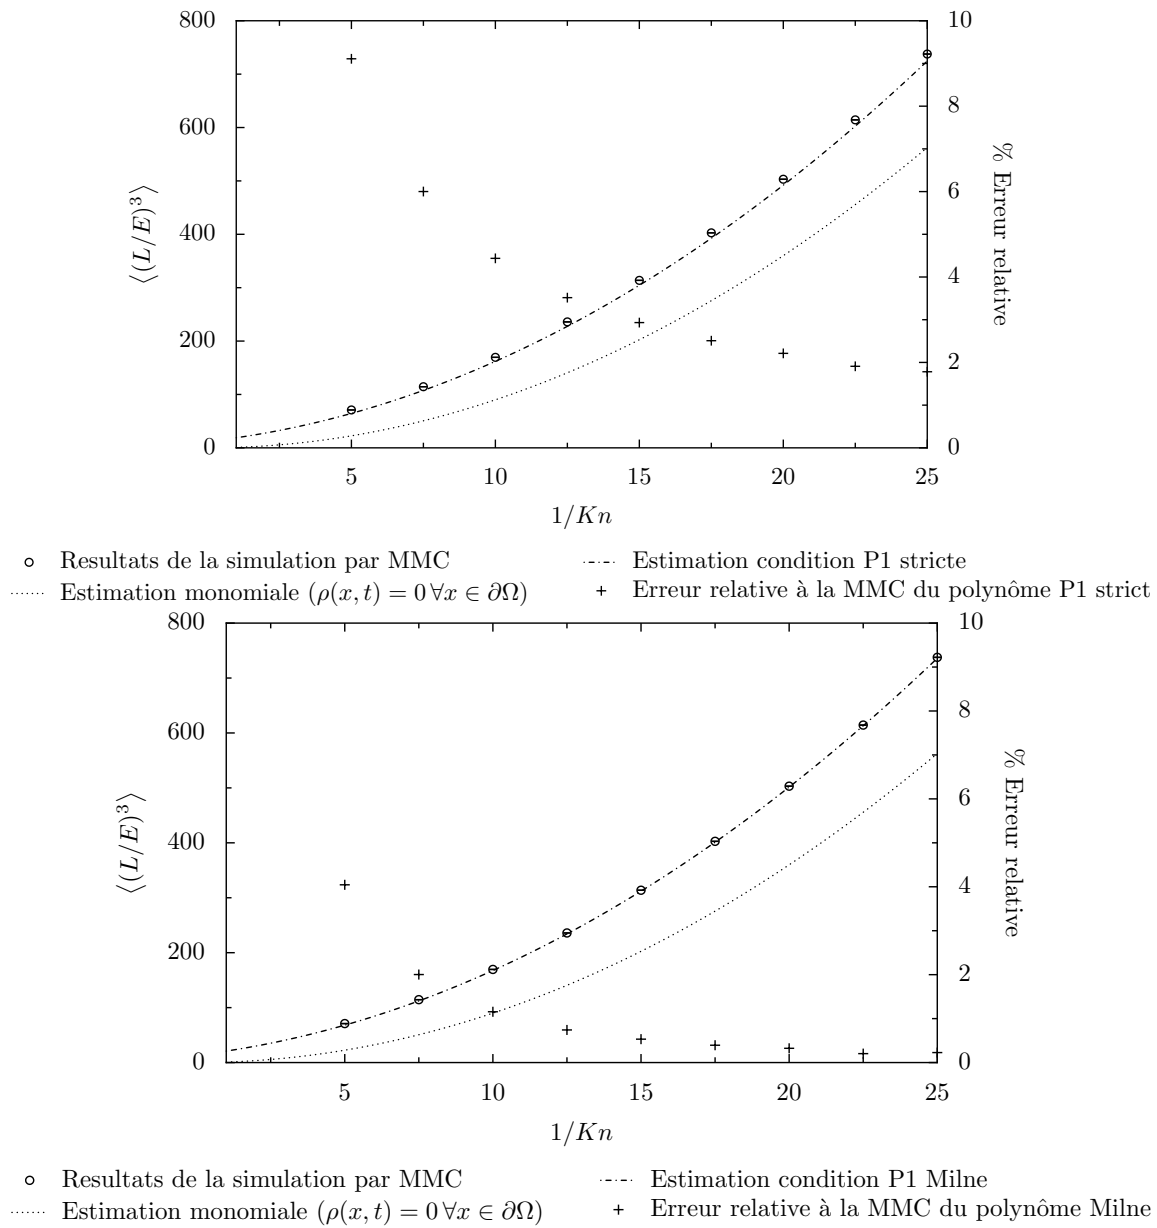 800
600
400
200
0
10
8
6
4
2
0
5
10
15
20
25
⟨(L/E)³⟩
% Erreur relative
1/Kn
Resultats de la simulation par MMC
Estimation monomiale (ρ(x, t) = 0 ∀x ∈ ∂Ω)
Estimation condition P1 stricte
Erreur relative à la MMC du polynôme P1 strict
800
600
400
200
0
10
8
6
4
2
0
5
10
15
20
25
⟨(L/E)³⟩
% Erreur relative
1/Kn
Resultats de la simulation par MMC
Estimation monomiale (ρ(x, t) = 0 ∀x ∈ ∂Ω)
Estimation condition P1 Milne
Erreur relative à la MMC du polynôme Milne